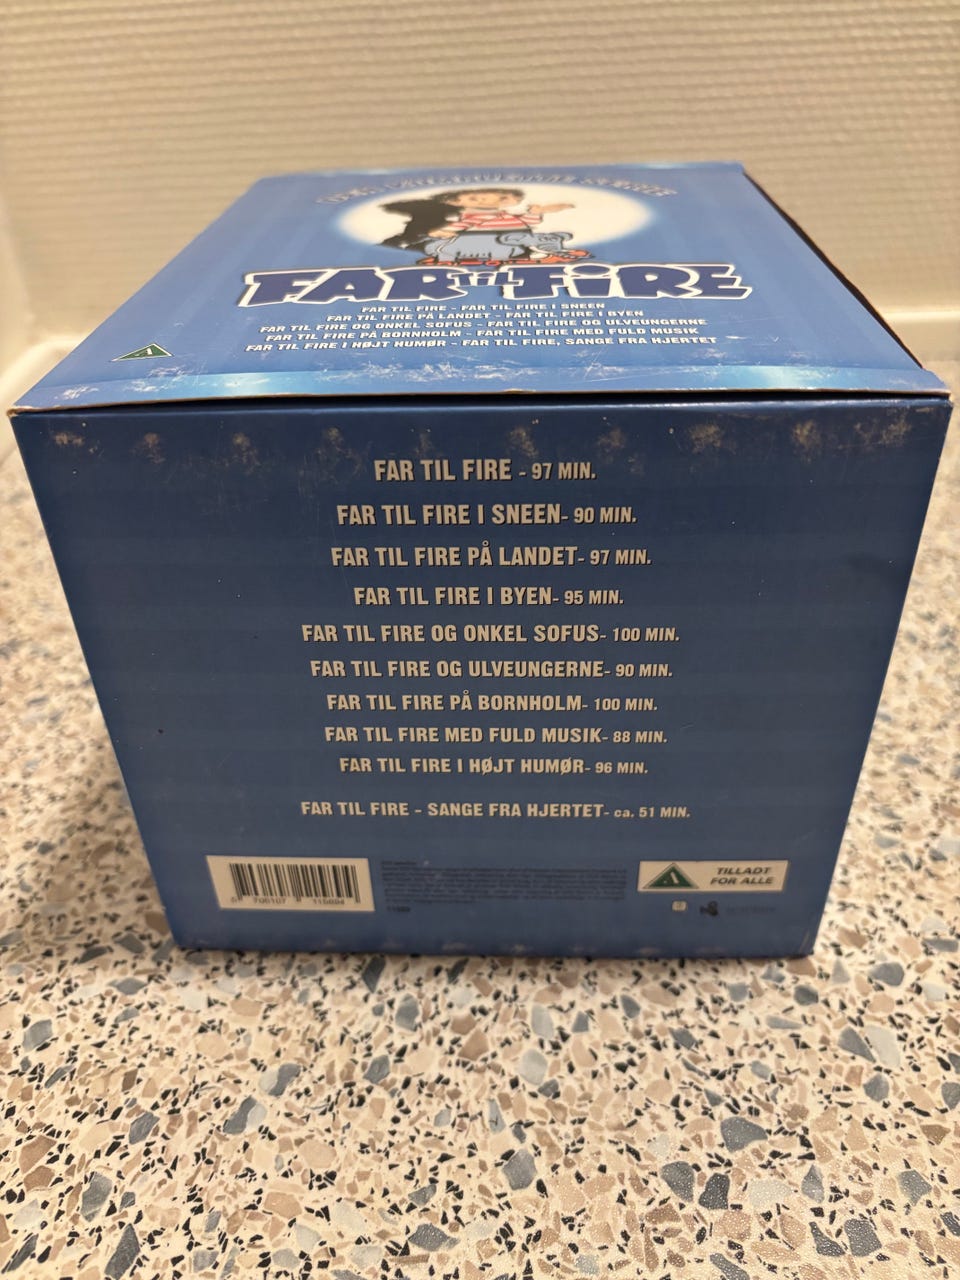 FAR TIL FIRE
FAR TIL FIRE - FAR TIL FIRE I SNEEN
FAR TIL FIRE PÅ LANDET - FAR TIL FIRE I BYEN
FAR TIL FIRE OG ONKEL SOFUS - FAR TIL FIRE OG ULVEUNGERNE
FAR TIL FIRE PÅ BORNHOLM - FAR TIL FIRE MED FULD MUSIK
FAR TIL FIRE I HØJT HUMØR - FAR TIL FIRE, SANGE FRA HJERTET
A
FAR TIL FIRE - 97 MIN.
FAR TIL FIRE I SNEEN- 90 MIN.
FAR TIL FIRE PÅ LANDET- 97 MIN.
FAR TIL FIRE I BYEN- 95 MIN.
FAR TIL FIRE OG ONKEL SOFUS- 100 MIN.
FAR TIL FIRE OG ULVEUNGERNE- 90 MIN.
FAR TIL FIRE PÅ BORNHOLM- 100 MIN.
FAR TIL FIRE MED FULD MUSIK- 88 MIN.
FAR TIL FIRE I HØJT HUMØR- 96 MIN.
FAR TIL FIRE - SANGE FRA HJERTET- ca. 51 MIN.
A TILLADT
FOR ALLE